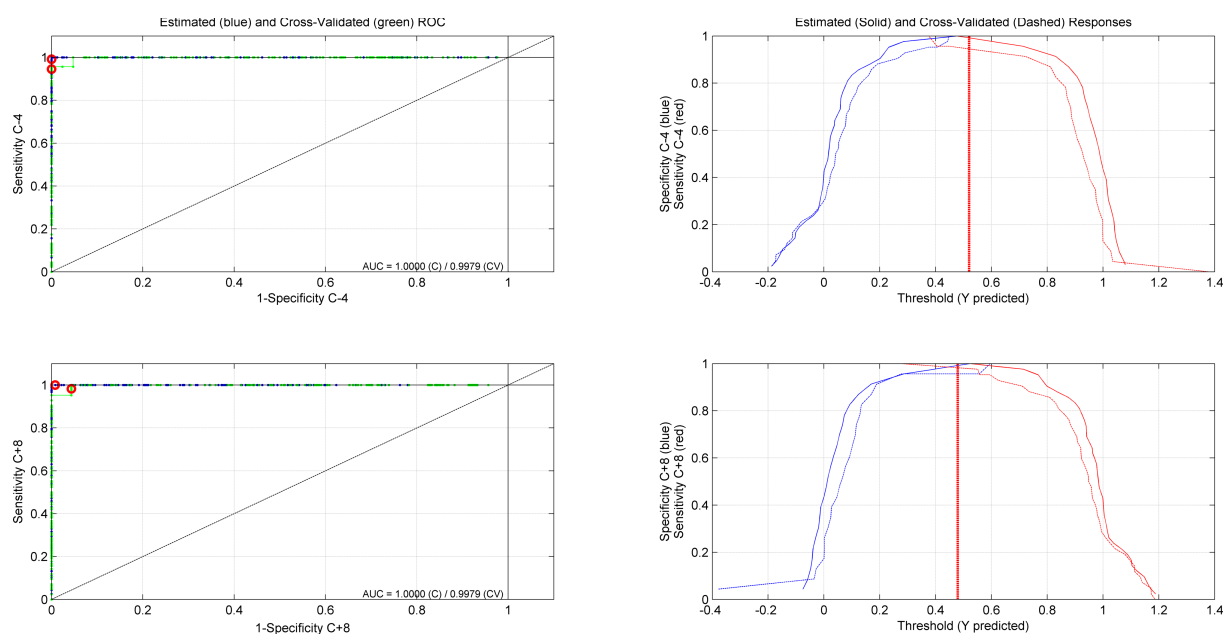 Estimated (blue) and Cross-Validated (green) ROC
1
0.8
0.6
0.4
0.2
0
Sensitivity C-4
AUC = 1.0000 (C) / 0.9979 (CV)
0 0.2 0.4 0.6 0.8 1
1-Specificity C-4
Estimated (Solid) and Cross-Validated (Dashed) Responses
1
0.8
0.6
0.4
0.2
0
Specificity C-4 (blue)
Sensitivity C-4 (red)
-0.4 -0.2 0 0.2 0.4 0.6 0.8 1 1.2 1.4
Threshold (Y predicted)
1
0.8
0.6
0.4
0.2
0
Sensitivity C+8
AUC = 1.0000 (C) / 0.9979 (CV)
0 0.2 0.4 0.6 0.8 1
1-Specificity C+8
1
0.8
0.6
0.4
0.2
0
Specificity C+8 (blue)
Sensitivity C+8 (red)
-0.4 -0.2 0 0.2 0.4 0.6 0.8 1 1.2 1.4
Threshold (Y predicted)